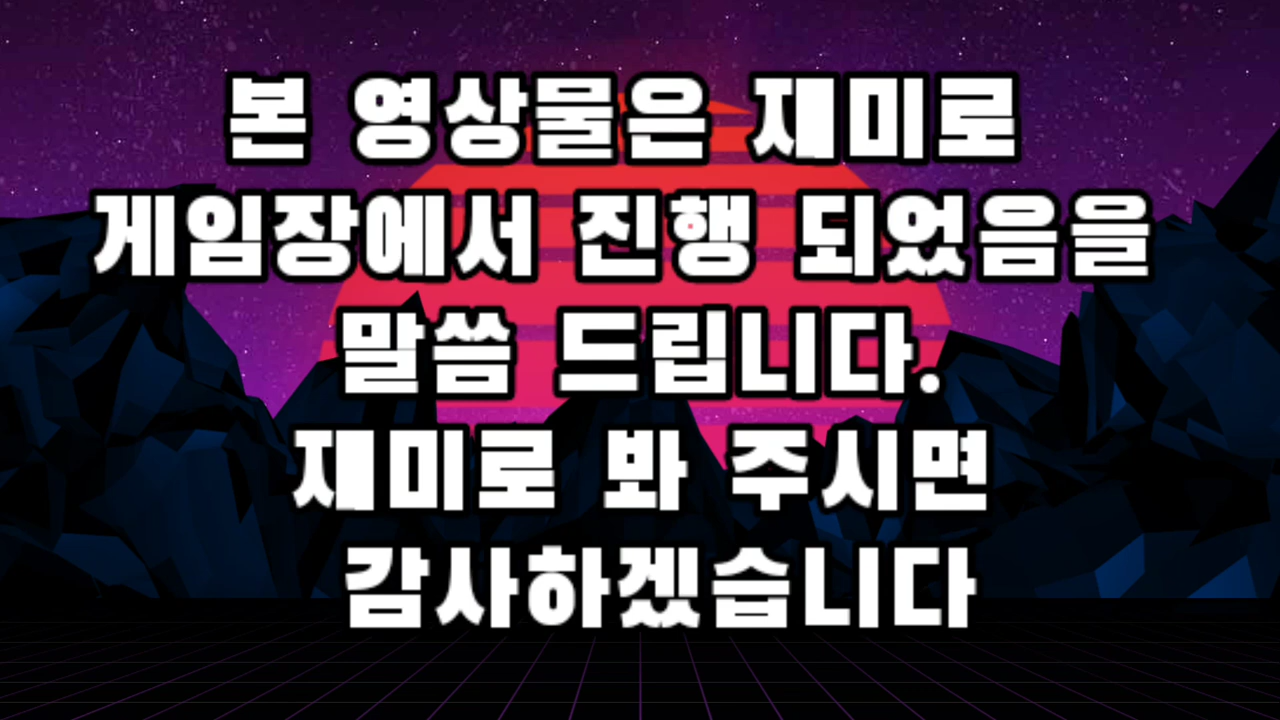 본 영상물은 재미로
게임장에서 진행 되었음을
말씀 드립니다.
재미로 봐 주시면
감사하겠습니다